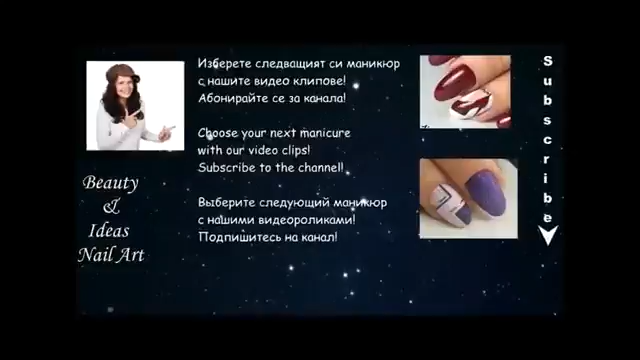 Изберете следващият си маникюр
с нашите видео клипове!
Абонирайте се за канала!
Choose your next manicure
with our video clips!
Subscribe to the channel!
Выберите следующий маникюр
с нашими видеороликами!
Подпишитесь на канал!
Beauty
&
Ideas
Nail Art
Subscribe